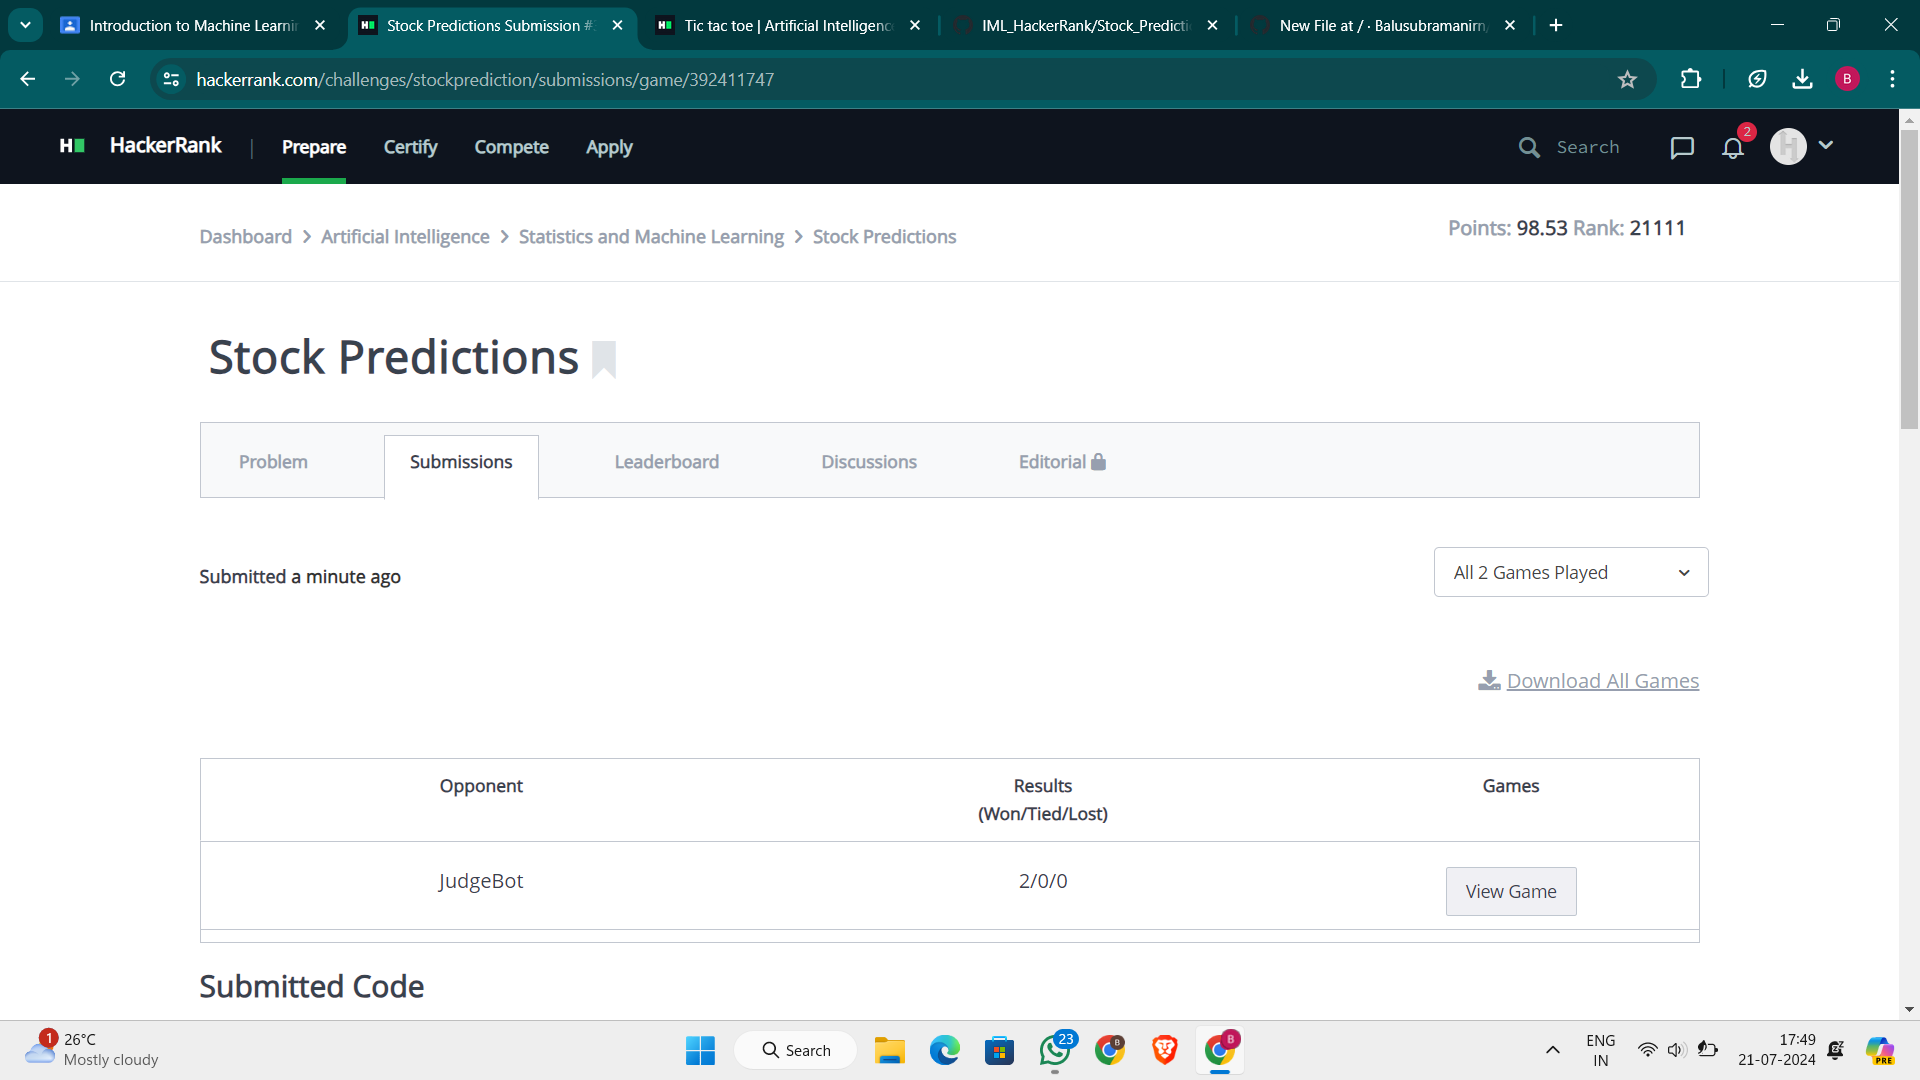 Introduction to Machine Learnin
Stock Predictions Submission #
Tic tac toe | Artificial Intelligenc
IML_HackerRank/Stock_Predicti
New File at / · Balusubramanirn/
hackerrank.com/challenges/stockprediction/submissions/game/392411747
B
HackerRank
Prepare
Certify
Compete
Apply
Search
2
Dashboard
Artificial Intelligence
Statistics and Machine Learning
Stock Predictions
Points: 98.53 Rank: 21111
Stock Predictions
Problem
Submissions
Leaderboard
Discussions
Editorial
Submitted a minute ago
All 2 Games Played
Download All Games
Opponent
Results
(Won/Tied/Lost)
Games
JudgeBot
2/0/0
View Game
Submitted Code
1
26°C
Mostly cloudy
Search
23
B
B
ENG
IN
17:49
21-07-2024
PRE